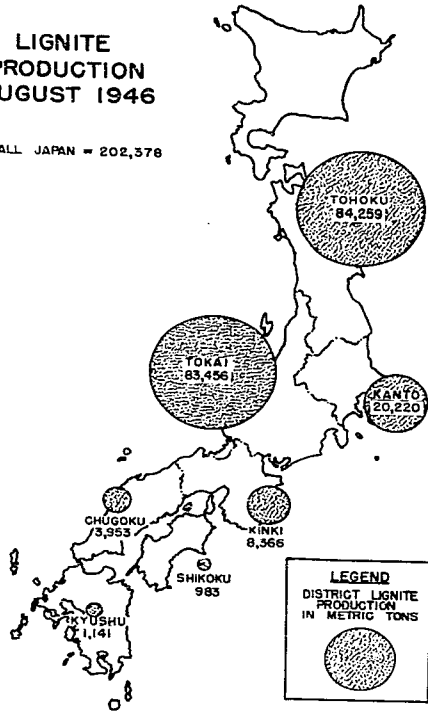 LIGNITE
PRODUCTION
AUGUST 1946
ALL JAPAN = 202,378
TOHOKU
84,259
TOKAI
83,456
KANTO
20,220
CHUGOKU
3,953
KINKI
8,366
SHIKOKU
983
KYUSHU
1,141
LEGEND
DISTRICT LIGNITE
PRODUCTION
IN METRIC TONS